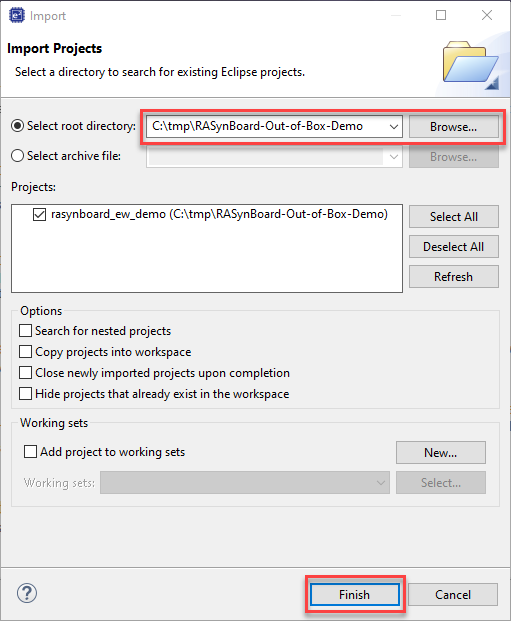 Import
Import Projects
Select a directory to search for existing Eclipse projects.
Select root directory: C:\tmp\RASynBoard-Out-of-Box-Demo Browse...
Select archive file: Browse...
Projects:
rasynboard_ew_demo (C:\tmp\RASynBoard-Out-of-Box-Demo)
Select All
Deselect All
Refresh
Options
Search for nested projects
Copy projects into workspace
Close newly imported projects upon completion
Hide projects that already exist in the workspace
Working sets
Add project to working sets New...
Working sets: Select...
? Finish Cancel